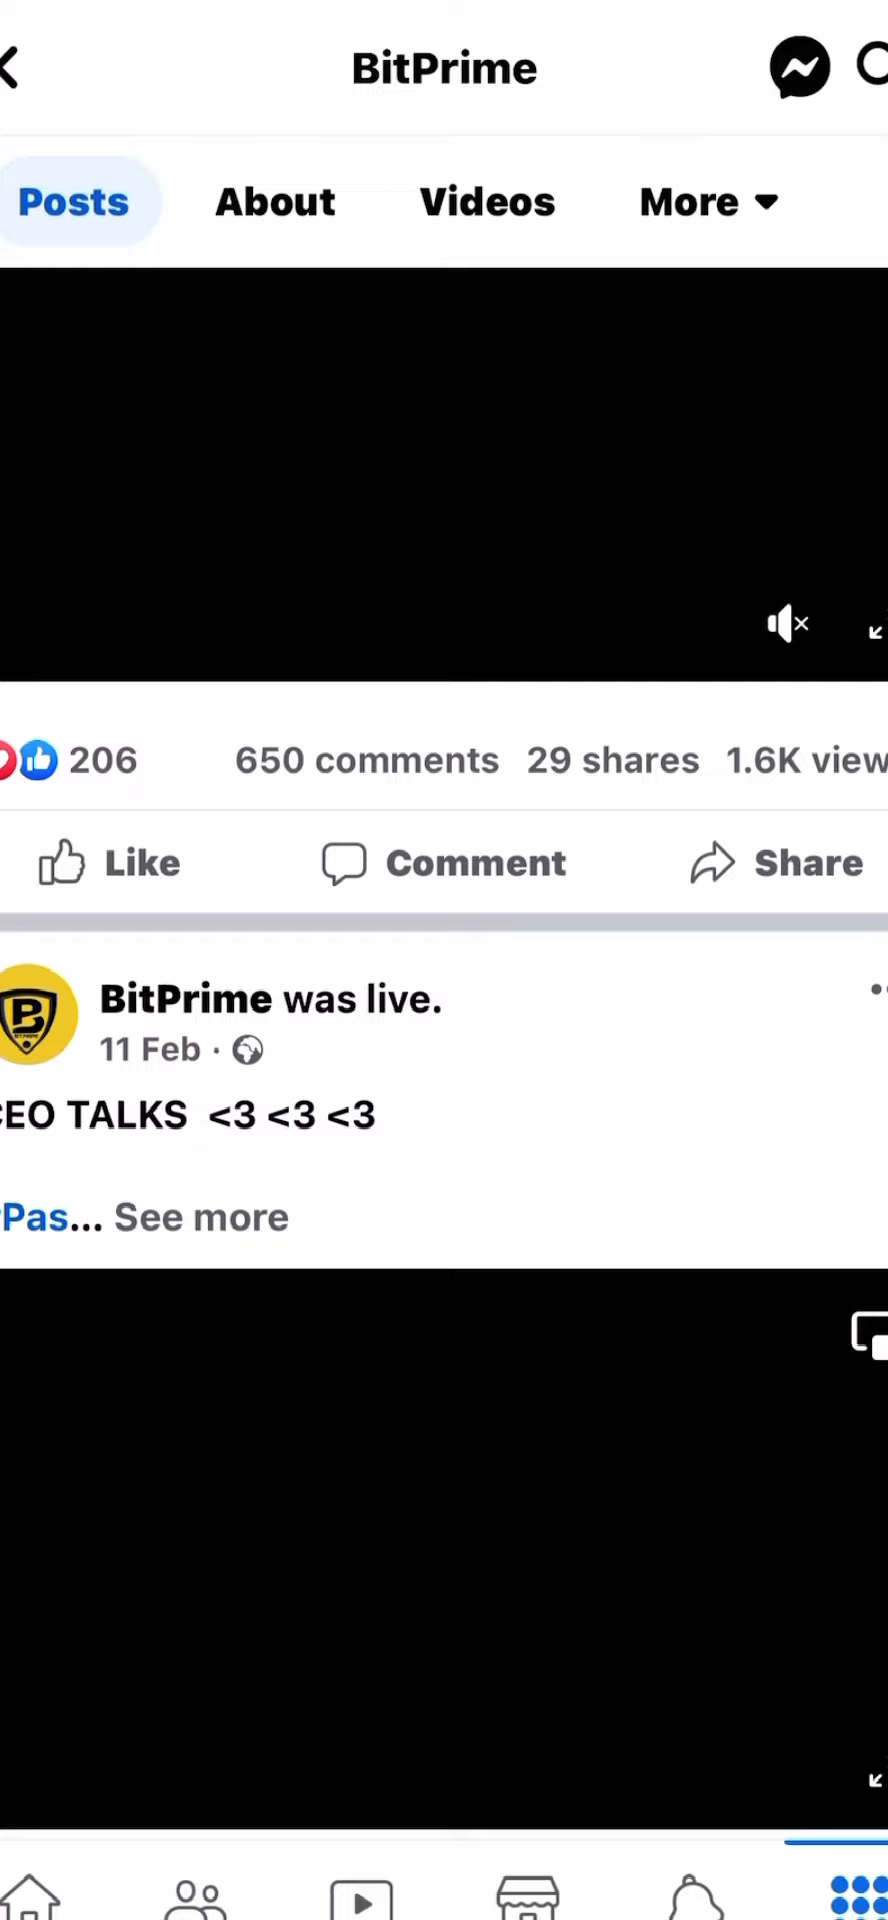 BitPrime
Posts About Videos More
206 650 comments 29 shares 1.6K view
Like Comment Share
BitPrime was live.
11 Feb ·
EO TALKS <3 <3 <3
Pas... See more